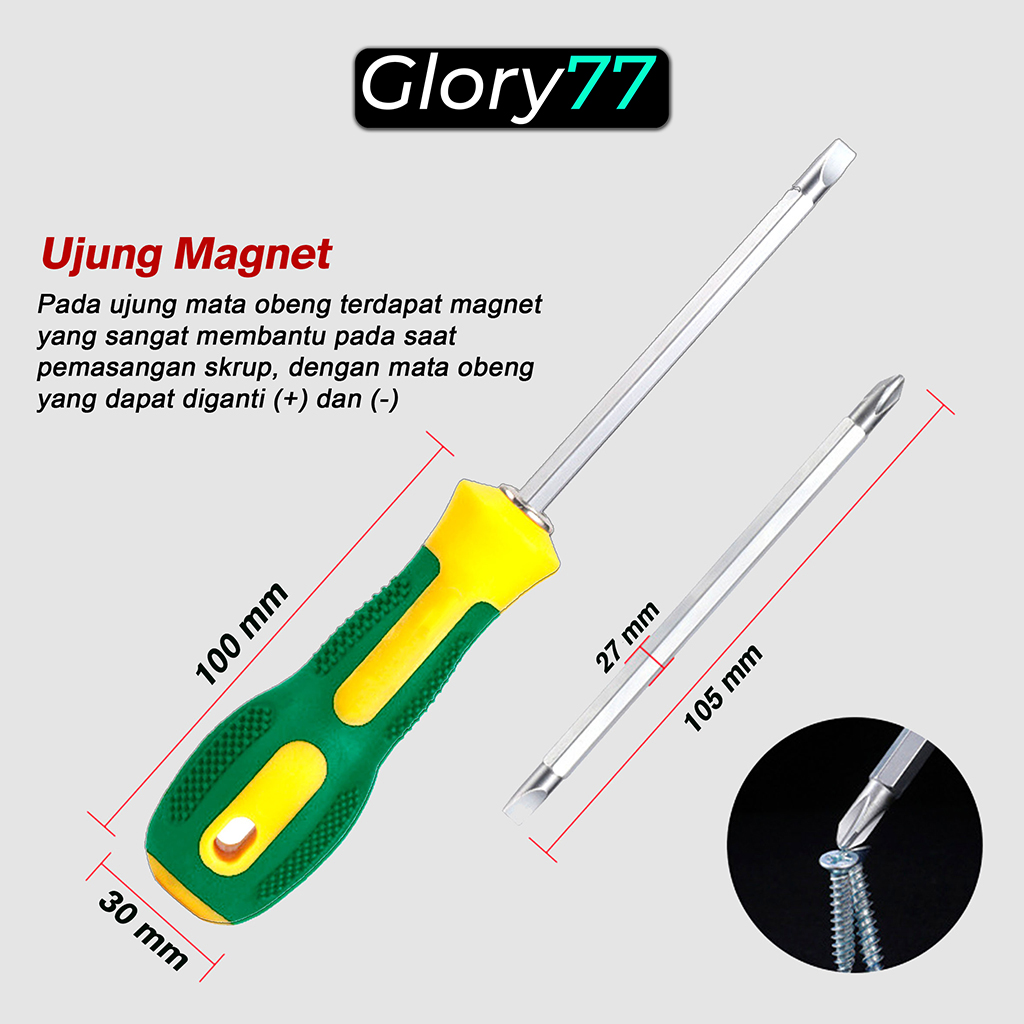 Glory77
Ujung Magnet
Pada ujung mata obeng terdapat magnet
yang sangat membantu pada saat
pemasangan skrup, dengan mata obeng
yang dapat diganti (+) dan (-)
100 mm
27 mm
105 mm
30 mm